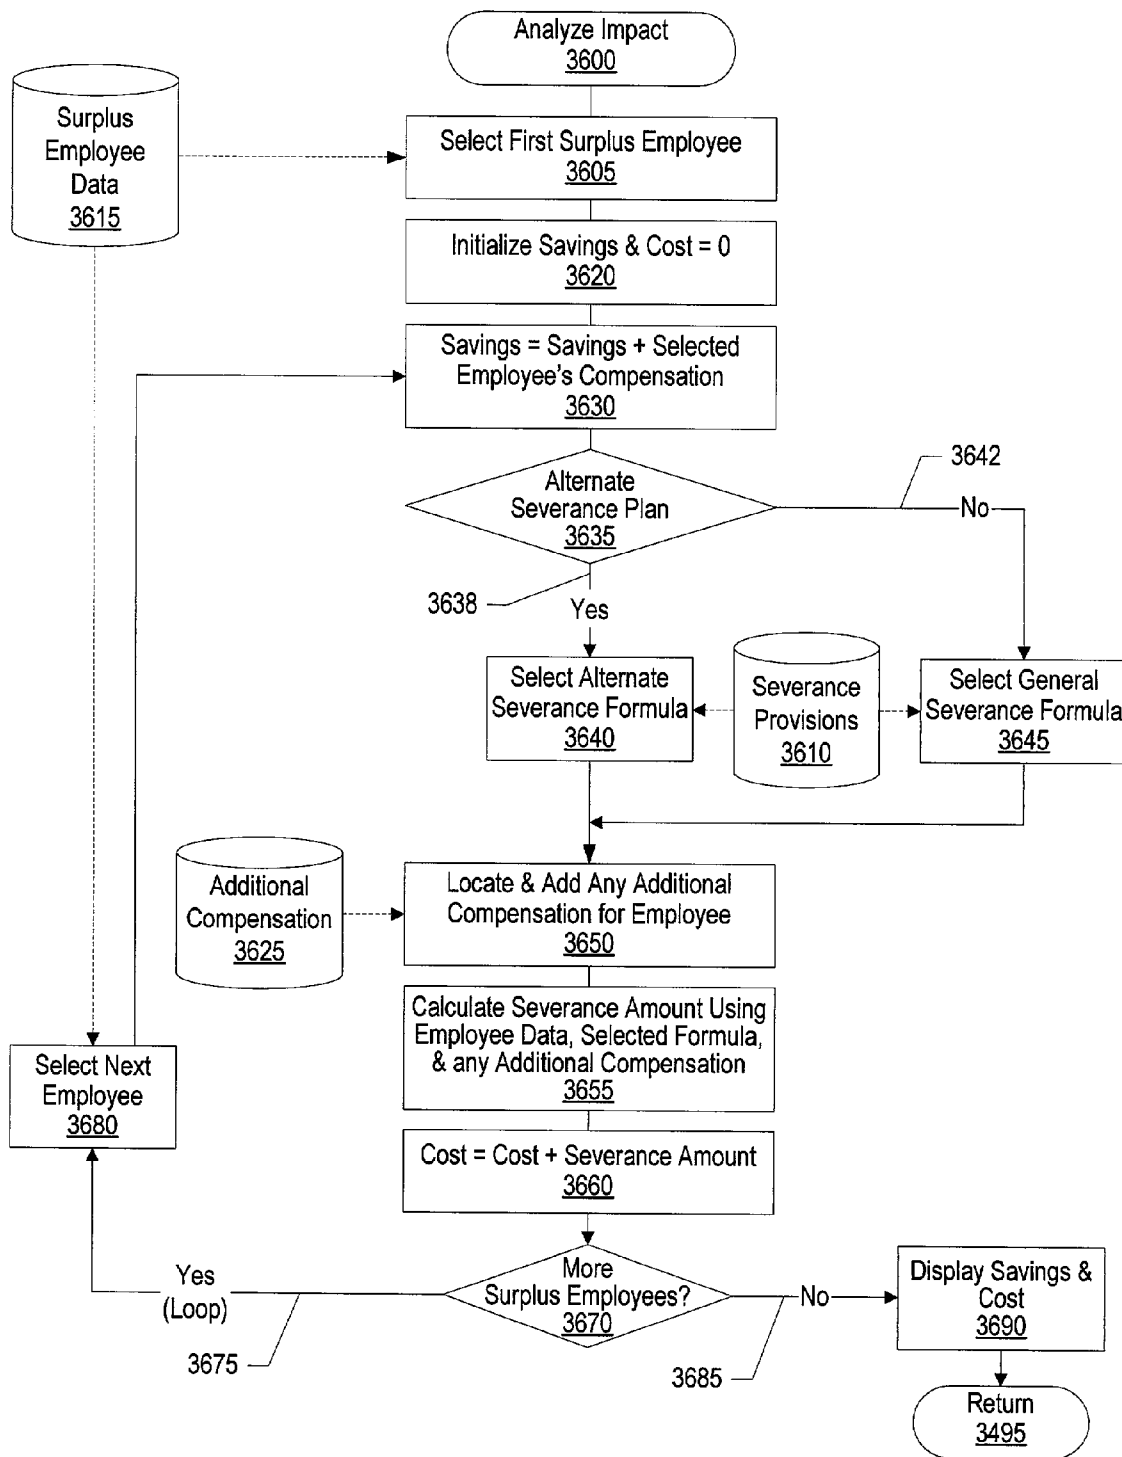 Analyze Impact
3600
Surplus
Employee
Data
3615
Select First Surplus Employee
3605
Initialize Savings & Cost = 0
3620
Savings = Savings + Selected
Employee's Compensation
3630
Alternate
Severance Plan
3635
3642
No
3638
Yes
Select Alternate
Severance Formula
3640
Severance
Provisions
3610
Select General
Severance Formula
3645
Additional
Compensation
3625
Locate & Add Any Additional
Compensation for Employee
3650
Calculate Severance Amount Using
Employee Data, Selected Formula,
& any Additional Compensation
3655
Select Next
Employee
3680
Cost = Cost + Severance Amount
3660
More
Surplus Employees?
3670
Yes
(Loop)
3675
No
3685
Display Savings &
Cost
3690
Return
3495